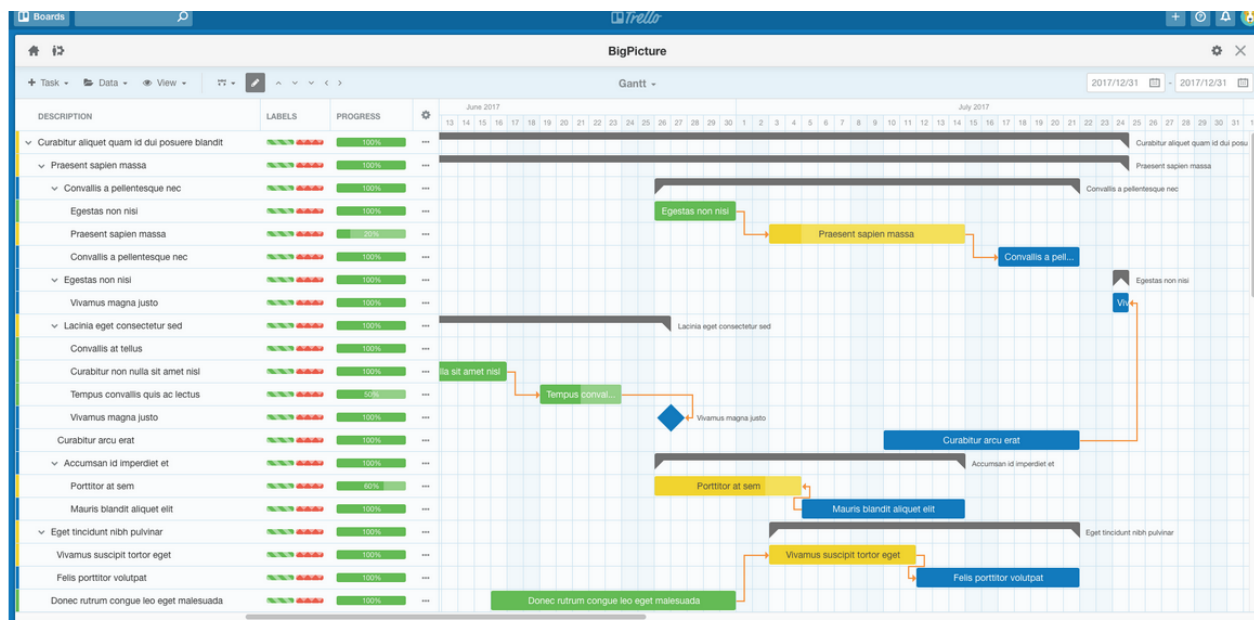 Boards
Trello
BigPicture
Task Data View
Gantt
2017/12/31 - 2017/12/31
DESCRIPTION LABELS PROGRESS
June 2017 July 2017
13 14 15 16 17 18 19 20 21 22 23 24 25 26 27 28 29 30 1 2 3 4 5 6 7 8 9 10 11 12 13 14 15 16 17 18 19 20 21 22 23 24 25 26 27 28 29 30 31
Curabitur aliquet quam id dui posuere blandit 100% Curabitur aliquet quam id dui posu
Praesent sapien massa 100% Praesent sapien massa
Convallis a pellentesque nec 100% Convallis a pellentesque nec
Egestas non nisi 100% Egestas non nisi
Praesent sapien massa 20% Praesent sapien massa
Convallis a pellentesque nec 100% Convallis a pell...
Egestas non nisi 100% Egestas non nisi
Vivamus magna justo 100% Viv
Lacinia eget consectetur sed 100% Lacinia eget consectetur sed
Convallis at tellus 100%
Curabitur non nulla sit amet nisl 100% lla sit amet nisl
Tempus convallis quis ac lectus 50% Tempus conval...
Vivamus magna justo 100% Vivamus magna justo
Curabitur arcu erat 100% Curabitur arcu erat
Accumsan id imperdiet et 100% Accumsan id imperdiet et
Porttitor at sem 60% Porttitor at sem
Mauris blandit aliquet elit 100% Mauris blandit aliquet elit
Eget tincidunt nibh pulvinar 100% Eget tincidunt nibh pulvinar
Vivamus suscipit tortor eget 100% Vivamus suscipit tortor eget
Felis porttitor volutpat 100% Felis porttitor volutpat
Donec rutrum congue leo eget malesuada 100% Donec rutrum congue leo eget malesuada